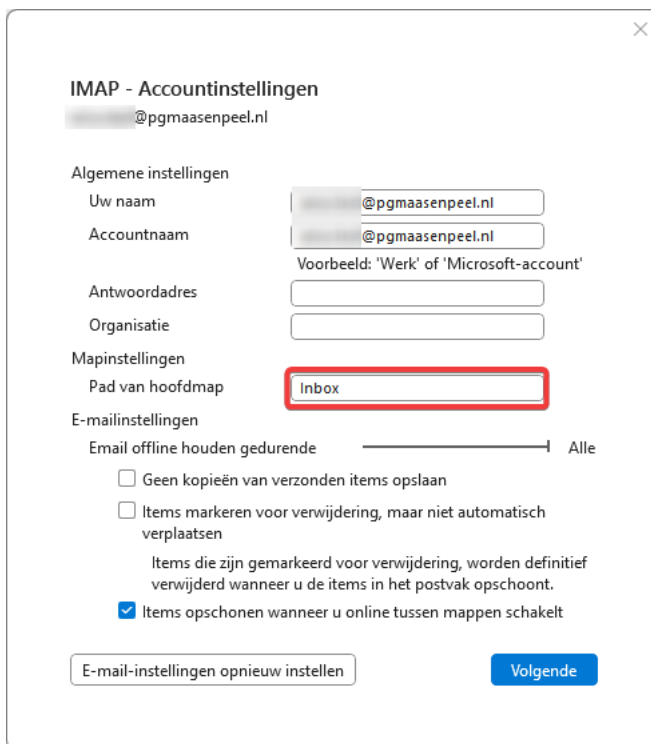 IMAP - Accountinstellingen
@pgmaasenpeel.nl
Algemene instellingen
Uw naam @pgmaasenpeel.nl
Accountnaam @pgmaasenpeel.nl
Voorbeeld: 'Werk' of 'Microsoft-account'
Antwoordadres
Organisatie
Mapinstellingen
Pad van hoofdmap Inbox
E-mailinstellingen
Email offline houden gedurende Alle
Geen kopieën van verzonden items opslaan
Items markeren voor verwijdering, maar niet automatisch
verplaatsen
Items die zijn gemarkeerd voor verwijdering, worden definitief
verwijderd wanneer u de items in het postvak opschoont.
Items opschonen wanneer u online tussen mappen schakelt
E-mail-instellingen opnieuw instellen Volgende